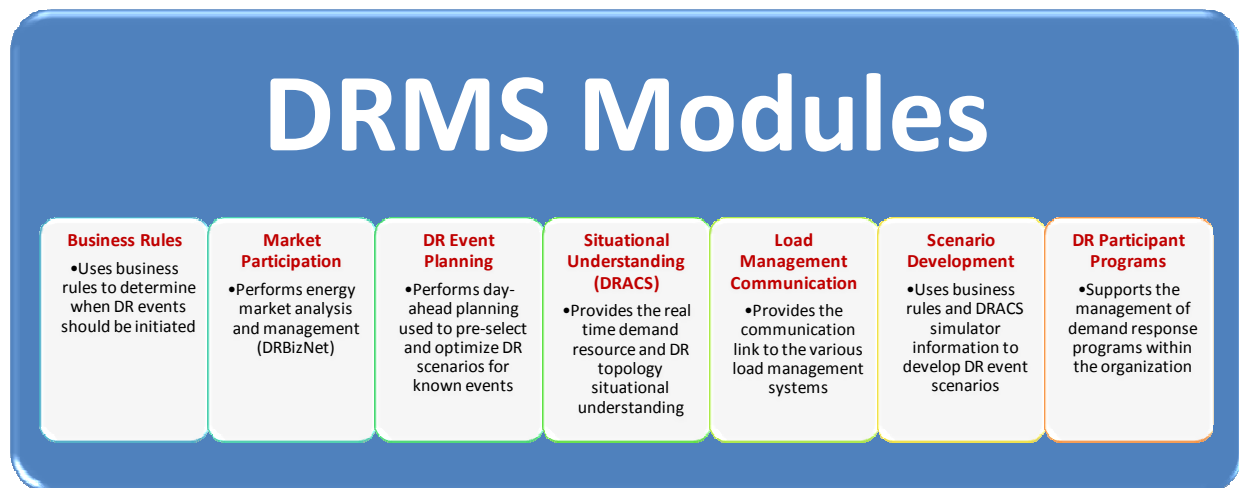 DRMS Modules
Business Rules
•Uses business
rules to determine
when DR events
should be initiated
Market
Participation
•Performs energy
market analysis
and management
(DRBizNet)
DR Event
Planning
•Performs day-
ahead planning
used to pre-select
and optimize DR
scenarios for
known events
Situational
Understanding
(DRACS)
•Provides the real
time demand
resource and DR
topology
situational
understanding
Load
Management
Communication
•Provides the
communication
link to the various
load management
systems
Scenario
Development
•Uses business
rules and DRACS
simulator
information to
develop DR event
scenarios
DR Participant
Programs
•Supports the
management of
demand response
programs within
the organization